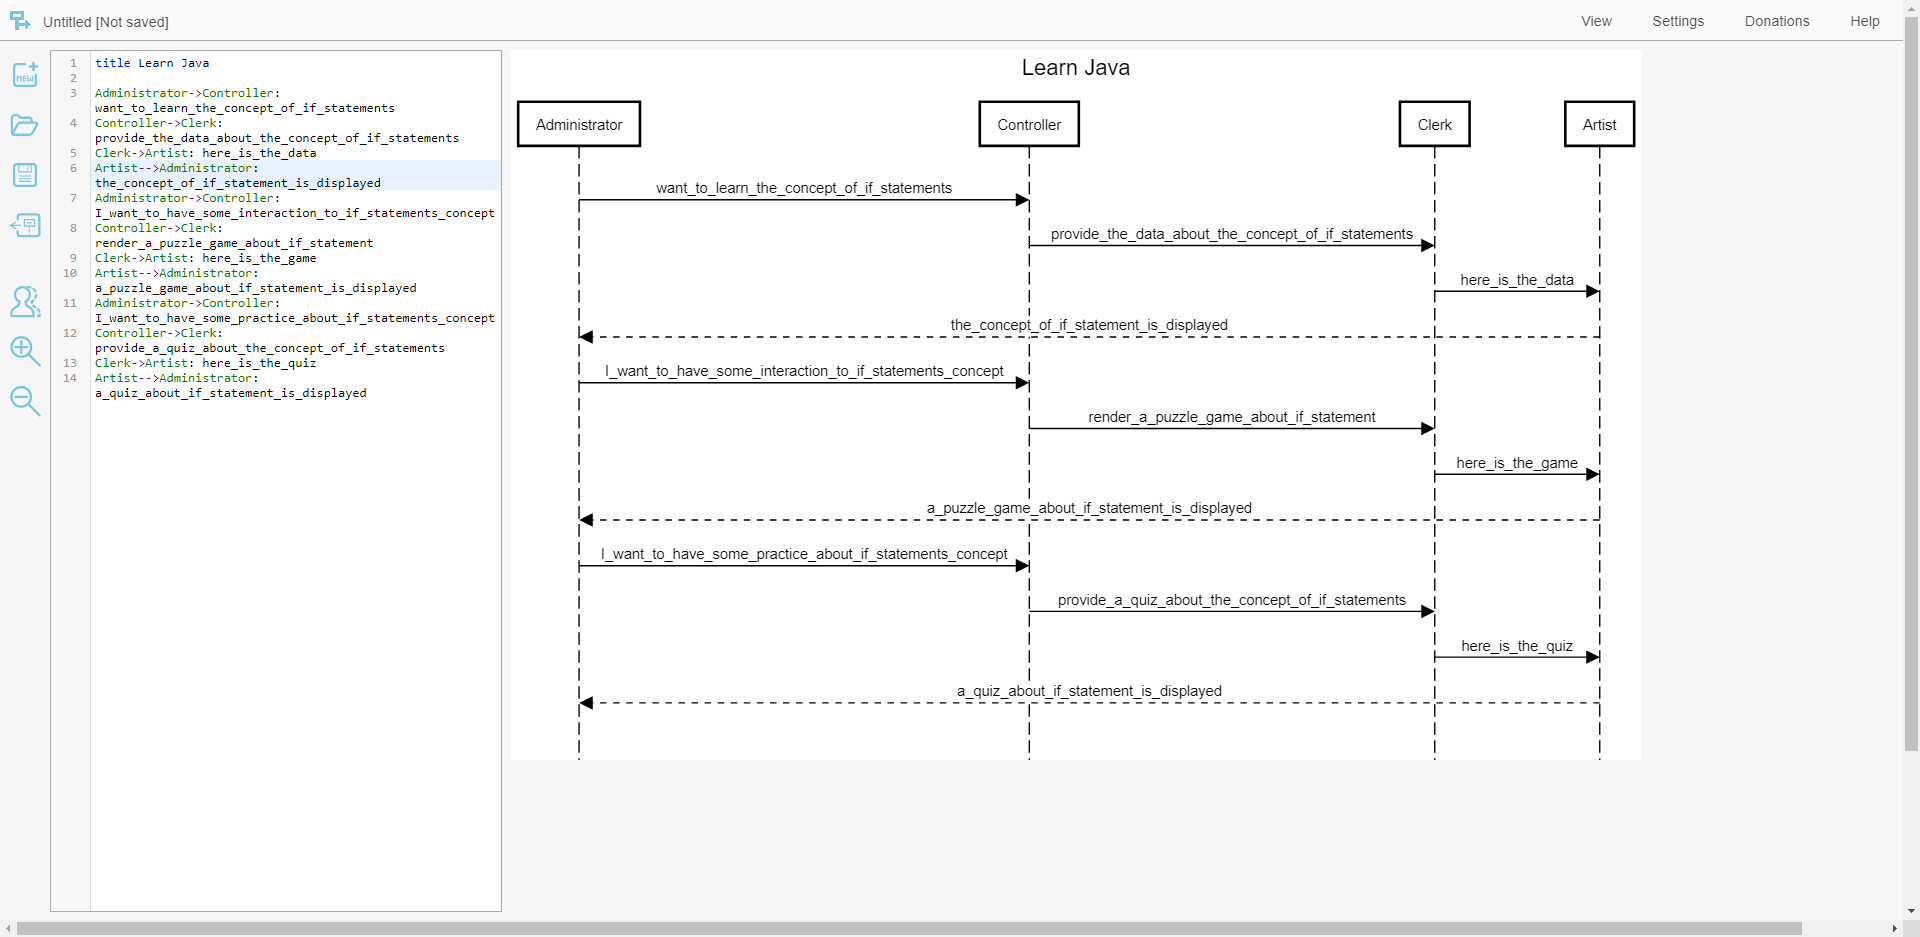 Untitled [Not saved]
View Settings Donations Help
NEW
1 title Learn Java
2
3 Administrator->Controller:
want_to_learn_the_concept_of_if_statements
4 Controller->Clerk:
provide_the_data_about_the_concept_of_if_statements
5 Clerk->Artist: here_is_the_data
6 Artist-->Administrator:
the_concept_of_if_statement_is_displayed
7 Administrator->Controller:
I_want_to_have_some_interaction_to_if_statements_concept
8 Controller->Clerk:
render_a_puzzle_game_about_if_statement
9 Clerk->Artist: here_is_the_game
10 Artist-->Administrator:
a_puzzle_game_about_if_statement_is_displayed
11 Administrator->Controller:
I_want_to_have_some_practice_about_if_statements_concept
12 Controller->Clerk:
provide_a_quiz_about_the_concept_of_if_statements
13 Clerk->Artist: here_is_the_quiz
14 Artist-->Administrator:
a_quiz_about_if_statement_is_displayed
Learn Java
Administrator Controller Clerk Artist
want_to_learn_the_concept_of_if_statements
provide_the_data_about_the_concept_of_if_statements
here_is_the_data
the_concept_of_if_statement_is_displayed
I_want_to_have_some_interaction_to_if_statements_concept
render_a_puzzle_game_about_if_statement
here_is_the_game
a_puzzle_game_about_if_statement_is_displayed
I_want_to_have_some_practice_about_if_statements_concept
provide_a_quiz_about_the_concept_of_if_statements
here_is_the_quiz
a_quiz_about_if_statement_is_displayed